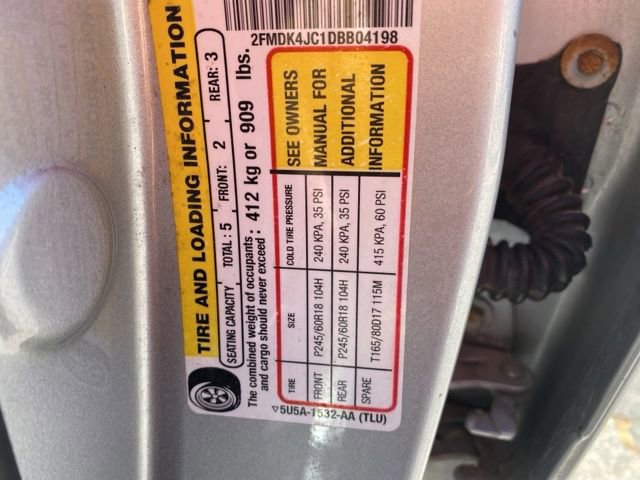 2FMDK4JC1DBB04198
TIRE AND LOADING INFORMATION
SEATING CAPACITY TOTAL : 5 FRONT: 2 REAR: 3
The combined weight of occupants
and cargo should never exceed : 412 kg or 909 lbs.
TIRE SIZE COLD TIRE PRESSURE SEE OWNERS
FRONT P245/60R18 104H 240 KPA, 35 PSI MANUAL FOR
REAR P245/60R18 104H 240 KPA, 35 PSI ADDITIONAL
SPARE T165/80D17 115M 415 KPA, 60 PSI INFORMATION
▽5U5A-1532-AA (TLU)